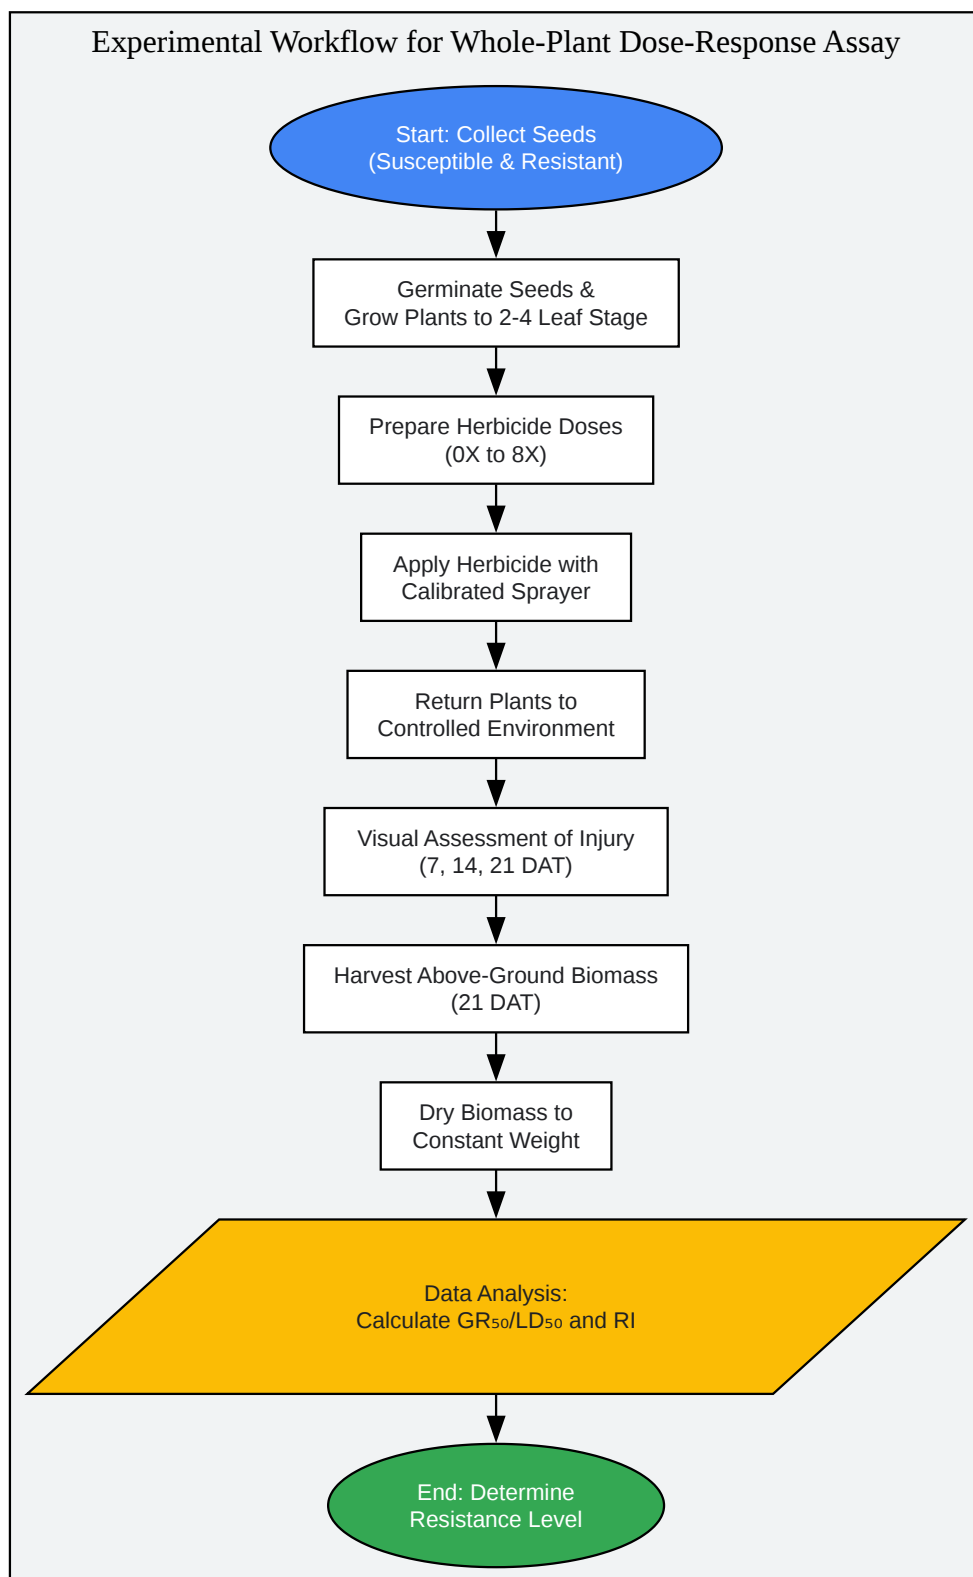 Experimental Workflow for Whole-Plant Dose-Response Assay
Start: Collect Seeds
(Susceptible & Resistant)
Germinate Seeds &
Grow Plants to 2-4 Leaf Stage
Prepare Herbicide Doses
(0X to 8X)
Apply Herbicide with
Calibrated Sprayer
Return Plants to
Controlled Environment
Visual Assessment of Injury
(7, 14, 21 DAT)
Harvest Above-Ground Biomass
(21 DAT)
Dry Biomass to
Constant Weight
Data Analysis:
Calculate GR₅₀/LD₅₀ and RI
End: Determine
Resistance Level